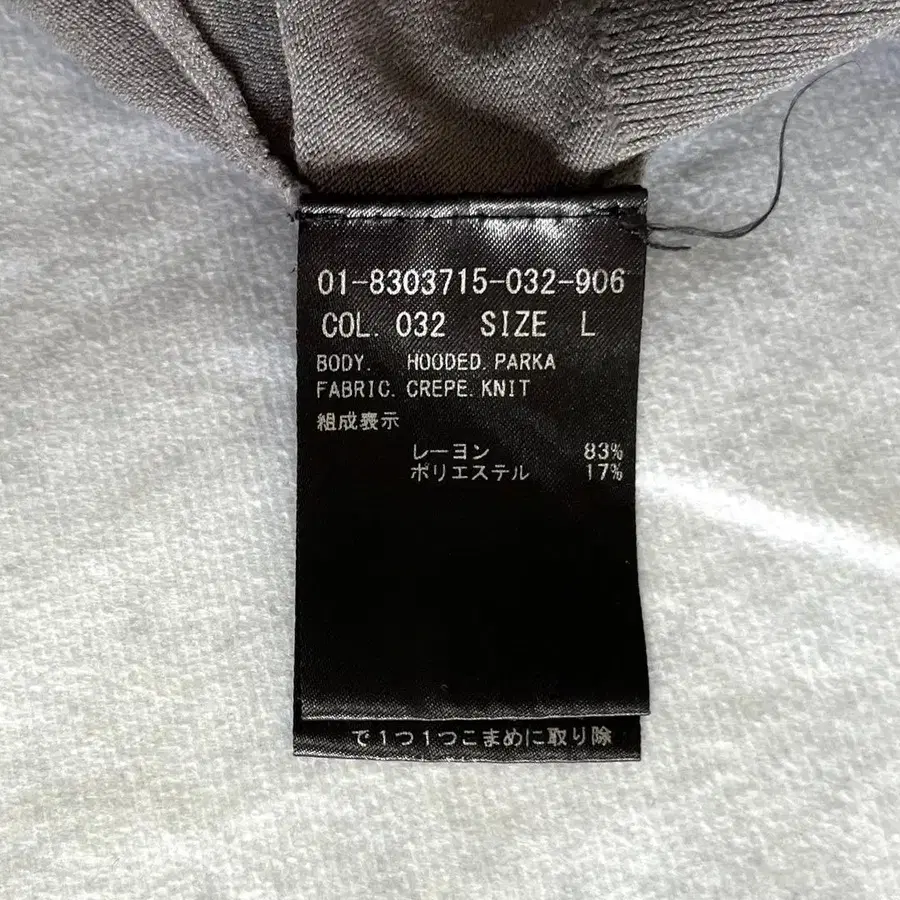 01-8303715-032-906
COL. 032 SIZE L
BODY. HOODED.PARKA
FABRIC. CREPE.KNIT
組成表示
レーヨン 83%
ポリエステル 17%
で1つ1つこまめに取り除